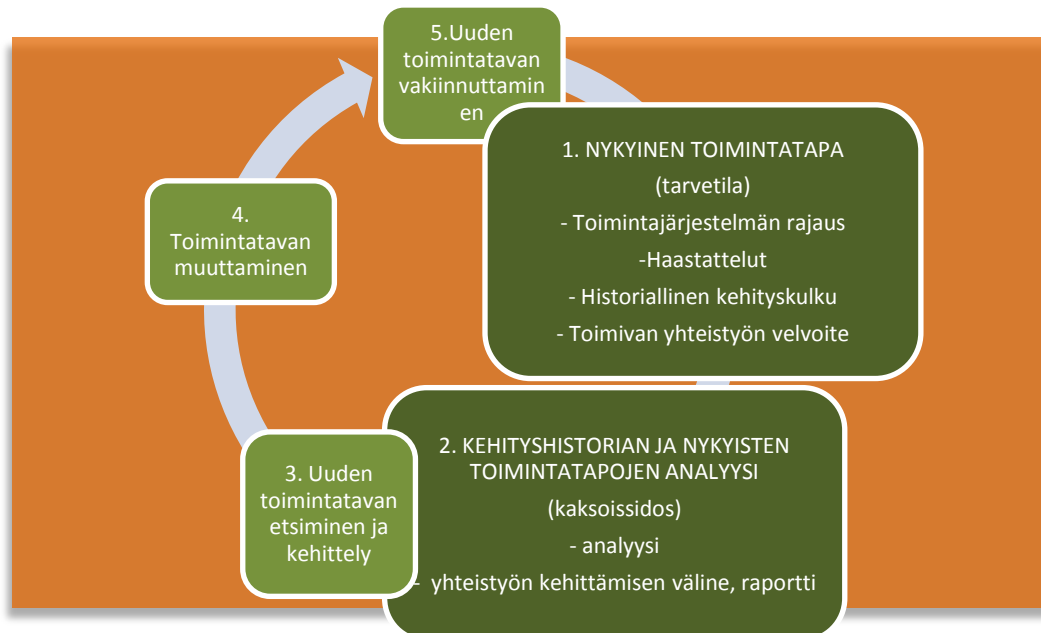 5.Uuden
toimintatavan
vakiinnuttamin
en
1. NYKYINEN TOIMINTATAPA
(tarvetila)
- Toimintajärjestelmän rajaus
-Haastattelut
- Historiallinen kehityskulku
- Toimivan yhteistyön velvoite
2. KEHITYSHISTORIAN JA NYKYISTEN
TOIMINTATAPOJEN ANALYYSI
(kaksoissidos)
- analyysi
- yhteistyön kehittämisen väline, raportti
3. Uuden
toimintatavan
etsiminen ja
kehittely
4.
Toimintatavan
muuttaminen